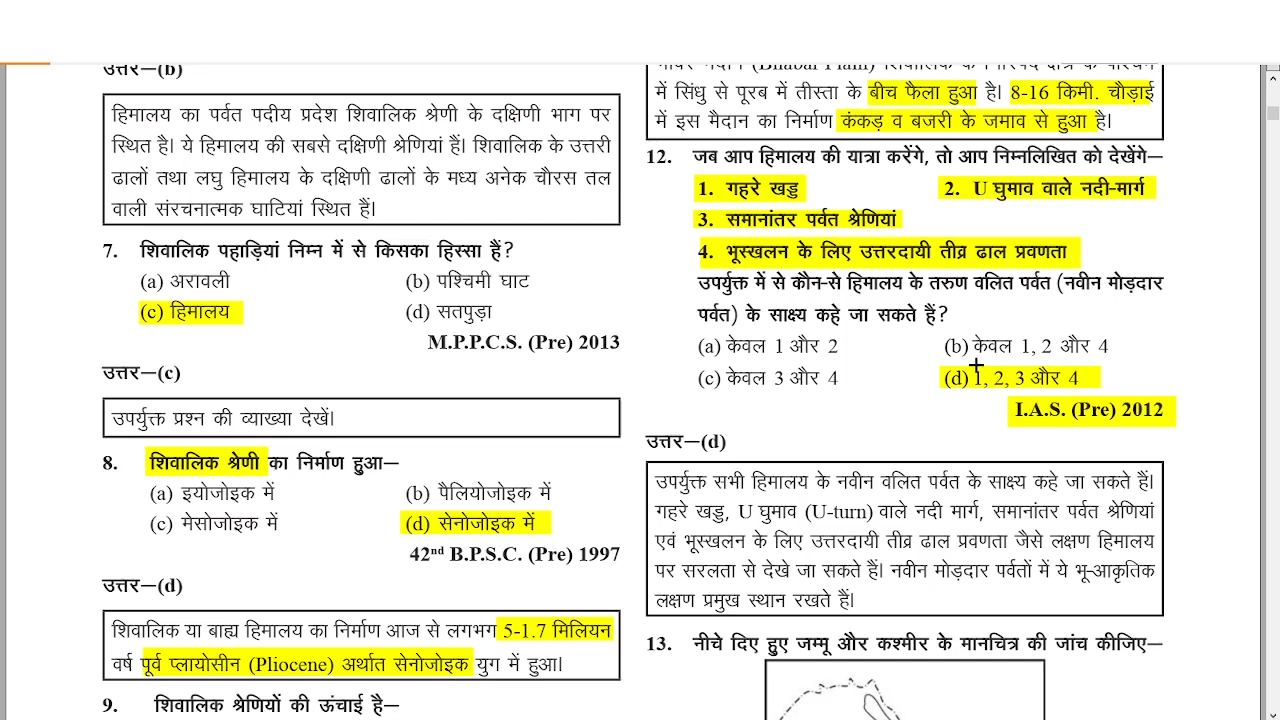 उत्तर–(b)
हिमालय का पर्वत पदीय प्रदेश शिवालिक श्रेणी के दक्षिणी भाग पर
स्थित है। ये हिमालय की सबसे दक्षिणी श्रेणियां हैं। शिवालिक के उत्तरी
ढालों तथा लघु हिमालय के दक्षिणी ढालों के मध्य अनेक चौरस तल
वाली संरचनात्मक घाटियां स्थित हैं।
7. शिवालिक पहाड़ियां निम्न में से किसका हिस्सा हैं?
(a) अरावली (b) पश्चिमी घाट
(c) हिमालय (d) सतपुड़ा
M.P.P.C.S. (Pre) 2013
उत्तर–(c)
उपर्युक्त प्रश्न की व्याख्या देखें।
8. शिवालिक श्रेणी का निर्माण हुआ–
(a) इयोजोइक में (b) पैलियोजोइक में
(c) मेसोजोइक में (d) सेनोजोइक में
42nd B.P.S.C. (Pre) 1997
उत्तर–(d)
शिवालिक या बाह्य हिमालय का निर्माण आज से लगभग 5-1.7 मिलियन
वर्ष पूर्व प्लायोसीन (Pliocene) अर्थात सेनोजोइक युग में हुआ।
9. शिवालिक श्रेणियों की ऊंचाई है–
(Bhabar Plain) शिवालिक के
में सिंधु से पूरब में तीस्ता के बीच फैला हुआ है। 8-16 किमी. चौड़ाई
में इस मैदान का निर्माण कंकड़ व बजरी के जमाव से हुआ है।
12. जब आप हिमालय की यात्रा करेंगे, तो आप निम्नलिखित को देखेंगे–
1. गहरे खड्ड 2. U घुमाव वाले नदी-मार्ग
3. समानांतर पर्वत श्रेणियां
4. भूस्खलन के लिए उत्तरदायी तीव्र ढाल प्रवणता
उपर्युक्त में से कौन-से हिमालय के तरुण वलित पर्वत (नवीन मोड़दार
पर्वत) के साक्ष्य कहे जा सकते हैं?
(a) केवल 1 और 2 (b) केवल 1, 2 और 4
(c) केवल 3 और 4 (d) 1, 2, 3 और 4
I.A.S. (Pre) 2012
उत्तर–(d)
उपर्युक्त सभी हिमालय के नवीन वलित पर्वत के साक्ष्य कहे जा सकते हैं।
गहरे खड्ड, U घुमाव (U-turn) वाले नदी मार्ग, समानांतर पर्वत श्रेणियां
एवं भूस्खलन के लिए उत्तरदायी तीव्र ढाल प्रवणता जैसे लक्षण हिमालय
पर सरलता से देखे जा सकते हैं। नवीन मोड़दार पर्वतों में ये भू-आकृतिक
लक्षण प्रमुख स्थान रखते हैं।
13. नीचे दिए हुए जम्मू और कश्मीर के मानचित्र की जांच कीजिए–